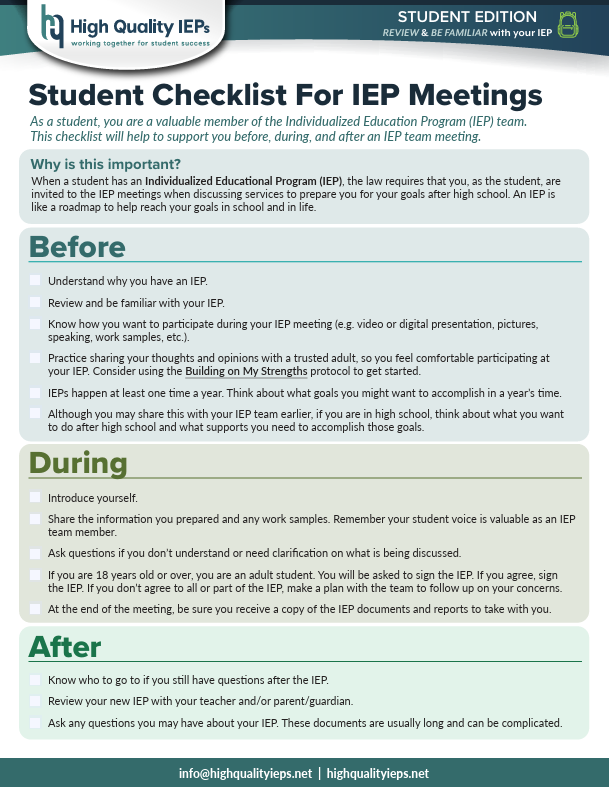 High Quality IEPs
working together for student success
STUDENT EDITION
REVIEW & BE FAMILIAR with your IEP
Student Checklist For IEP Meetings
As a student, you are a valuable member of the Individualized Education Program (IEP) team.
This checklist will help to support you before, during, and after an IEP team meeting.
Why is this important?
When a student has an Individualized Educational Program (IEP), the law requires that you, as the student, are
invited to the IEP meetings when discussing services to prepare you for your goals after high school. An IEP is
like a roadmap to help reach your goals in school and in life.
Before
Understand why you have an IEP.
Review and be familiar with your IEP.
Know how you want to participate during your IEP meeting (e.g. video or digital presentation, pictures,
speaking, work samples, etc.).
Practice sharing your thoughts and opinions with a trusted adult, so you feel comfortable participating at
your IEP. Consider using the Building on My Strengths protocol to get started.
IEPs happen at least one time a year. Think about what goals you might want to accomplish in a year's time.
Although you may share this with your IEP team earlier, if you are in high school, think about what you want
to do after high school and what supports you need to accomplish those goals.
During
Introduce yourself.
Share the information you prepared and any work samples. Remember your student voice is valuable as an IEP
team member.
Ask questions if you don't understand or need clarification on what is being discussed.
If you are 18 years old or over, you are an adult student. You will be asked to sign the IEP. If you agree, sign
the IEP. If you don't agree to all or part of the IEP, make a plan with the team to follow up on your concerns.
At the end of the meeting, be sure you receive a copy of the IEP documents and reports to take with you.
After
Know who to go to if you still have questions after the IEP.
Review your new IEP with your teacher and/or parent/guardian.
Ask any questions you may have about your IEP. These documents are usually long and can be complicated.
info@highqualityieps.net | highqualityieps.net